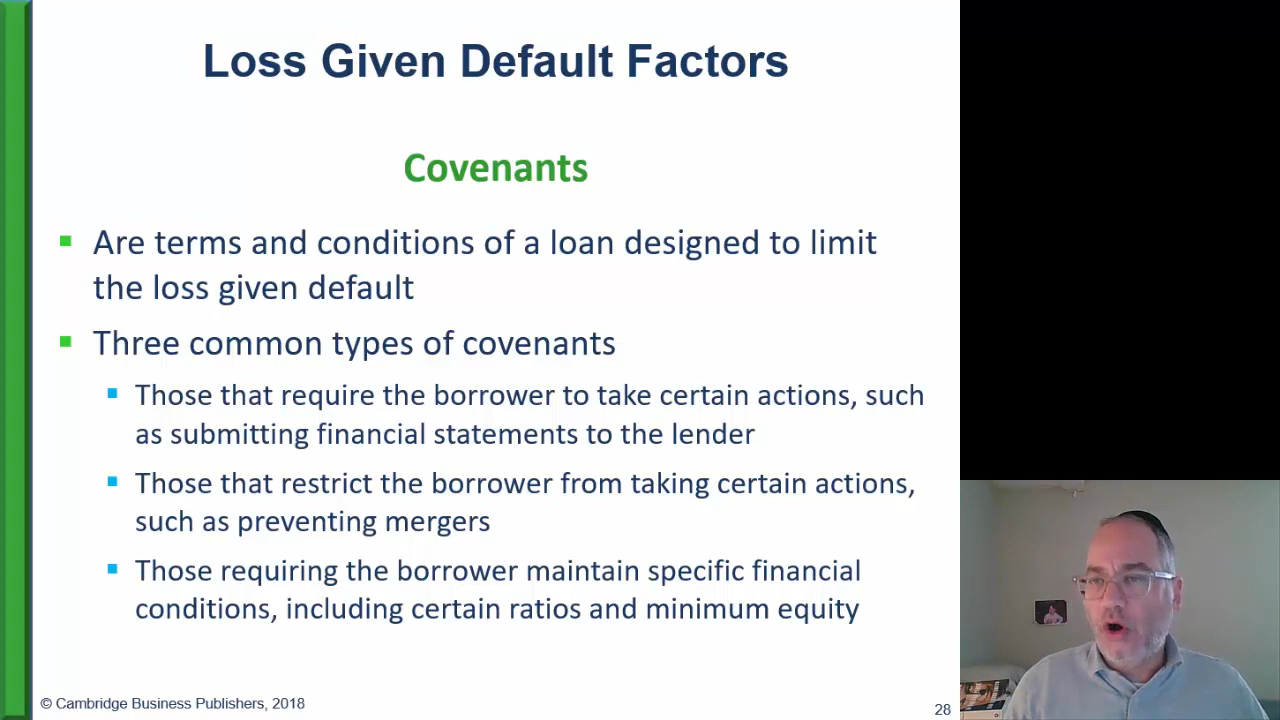 Loss Given Default Factors
Covenants
Are terms and conditions of a loan designed to limit
the loss given default
Three common types of covenants
Those that require the borrower to take certain actions, such
as submitting financial statements to the lender
Those that restrict the borrower from taking certain actions,
such as preventing mergers
Those requiring the borrower maintain specific financial
conditions, including certain ratios and minimum equity
© Cambridge Business Publishers, 2018
28